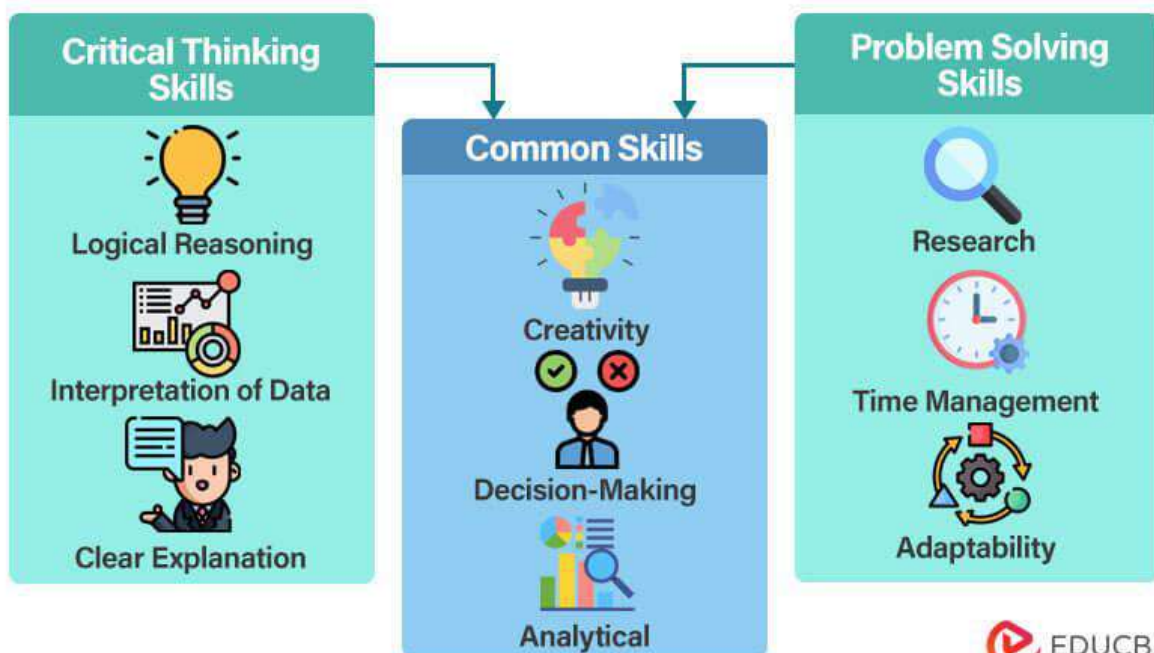 Critical Thinking
Skills
Logical Reasoning
Interpretation of Data
Clear Explanation
Common Skills
Creativity
Decision-Making
Analytical
Problem Solving
Skills
Research
Time Management
Adaptability
EDUCB